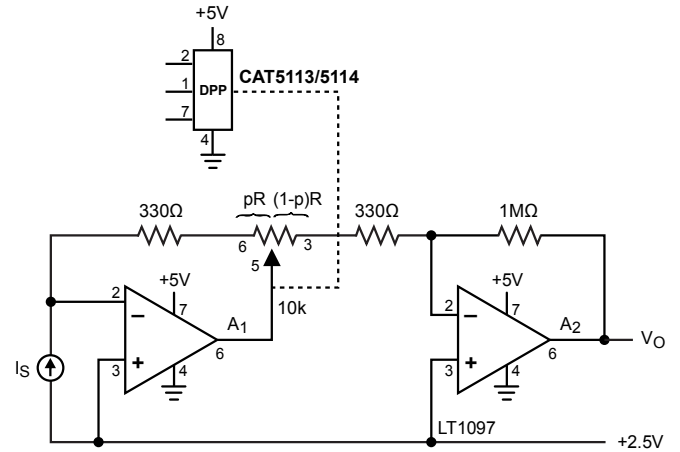 +5V
8
2
1
7
DPP
CAT5113/5114
4
330Ω
pR (1-p)R
330Ω
1MΩ
6
3
5
10k
+5V
2
7
A1
6
3
4
IS
+5V
2
7
A2
6
3
4
VO
LT1097
+2.5V